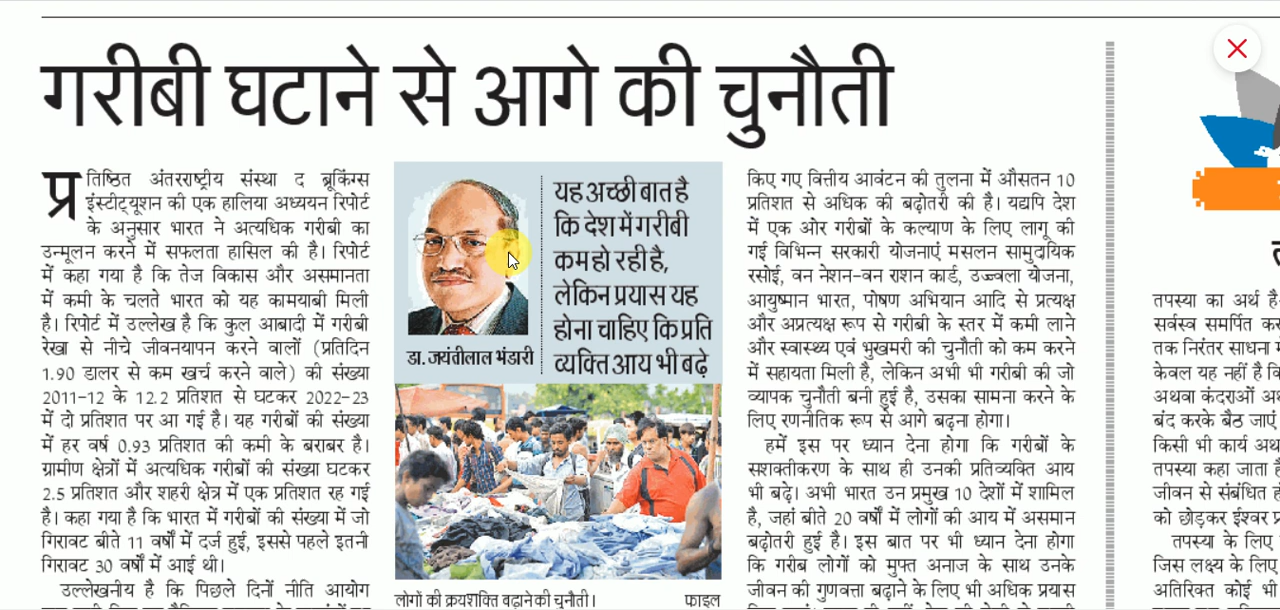 गरीबी घटाने से आगे की चुनौती
प्रतिष्ठित अंतरराष्ट्रीय संस्था द ब्रूकिंग्स
इंस्टीट्यूशन की एक हालिया अध्ययन रिपोर्ट
के अनुसार भारत ने अत्यधिक गरीबी का
उन्मूलन करने में सफलता हासिल की है। रिपोर्ट
में कहा गया है कि तेज विकास और असमानता
में कमी के चलते भारत को यह कामयाबी मिली
है। रिपोर्ट में उल्लेख है कि कुल आबादी में गरीबी
रेखा से नीचे जीवनयापन करने वालों (प्रतिदिन
1.90 डालर से कम खर्च करने वाले) की संख्या
2011-12 के 12.2 प्रतिशत से घटकर 2022-23
में दो प्रतिशत पर आ गई है। यह गरीबों की संख्या
में हर वर्ष 0.93 प्रतिशत की कमी के बराबर है।
ग्रामीण क्षेत्रों में अत्यधिक गरीबों की संख्या घटकर
2.5 प्रतिशत और शहरी क्षेत्र में एक प्रतिशत रह गई
है। कहा गया है कि भारत में गरीबों की संख्या में जो
गिरावट बीते 11 वर्षों में दर्ज हुई, इससे पहले इतनी
गिरावट 30 वर्षों में आई थी।
उल्लेखनीय है कि पिछले दिनों नीति आयोग
डा. जयंतीलाल भंडारी
यह अच्छी बात है
कि देश में गरीबी
कम हो रही है,
लेकिन प्रयास यह
होना चाहिए कि प्रति
व्यक्ति आय भी बढ़े
लोगों की क्रयशक्ति बढ़ाने की चुनौती। फाइल
किए गए वित्तीय आवंटन की तुलना में औसतन 10
प्रतिशत से अधिक की बढ़ोतरी की है। यद्यपि देश
में एक ओर गरीबों के कल्याण के लिए लागू की
गई विभिन्न सरकारी योजनाएं मसलन सामुदायिक
रसोई, वन नेशन-वन राशन कार्ड, उज्ज्वला योजना,
आयुष्मान भारत, पोषण अभियान आदि से प्रत्यक्ष
और अप्रत्यक्ष रूप से गरीबी के स्तर में कमी लाने
और स्वास्थ्य एवं भुखमरी की चुनौती को कम करने
में सहायता मिली है, लेकिन अभी भी गरीबी की जो
व्यापक चुनौती बनी हुई है, उसका सामना करने के
लिए रणनीतिक रूप से आगे बढ़ना होगा।
हमें इस पर ध्यान देना होगा कि गरीबों के
सशक्तीकरण के साथ ही उनकी प्रतिव्यक्ति आय
भी बढ़े। अभी भारत उन प्रमुख 10 देशों में शामिल
है, जहां बीते 20 वर्षों में लोगों की आय में असमान
बढ़ोतरी हुई है। इस बात पर भी ध्यान देना होगा
कि गरीब लोगों को मुफ्त अनाज के साथ उनके
जीवन की गुणवत्ता बढ़ाने के लिए भी अधिक प्रयास
तपस्या का अर्थ है
सर्वस्व समर्पित
तक निरंतर साधना
केवल यह नहीं है
अथवा कंदराओं
बंद करके बैठ जाएं
किसी भी कार्य
तपस्या कहा जाता
जीवन से संबंधित
को छोड़कर ईश्वर
तपस्या के लिए
जिस लक्ष्य के लिए
अतिरिक्त कोई भी